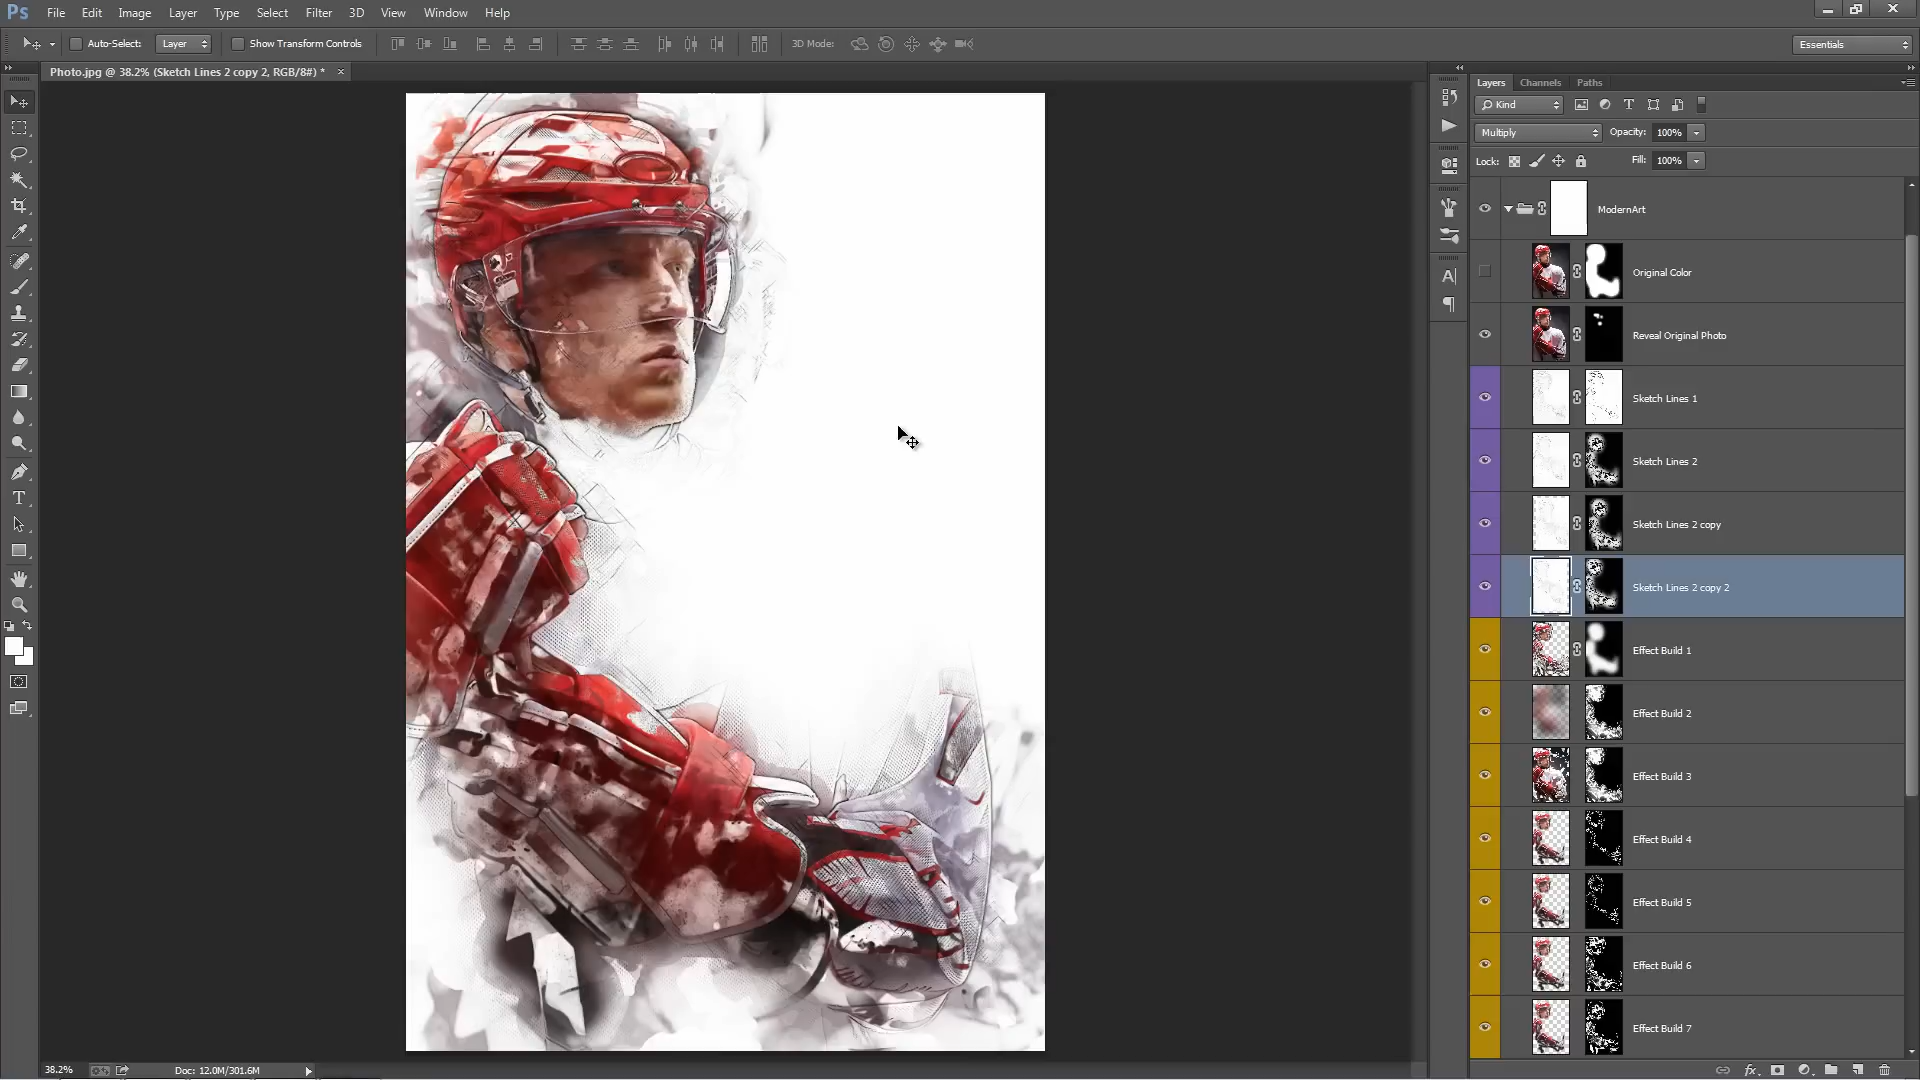 Ps File Edit Image Layer Type Select Filter 3D View Window Help
Auto-Select: Layer Show Transform Controls 3D Mode: Essentials
Photo.jpg @ 38.2% (Sketch Lines 2 copy 2, RGB/8#) * ×
Layers Channels Paths
Kind
Multiply Opacity: 100%
Lock: Fill: 100%
ModernArt
Original Color
Reveal Original Photo
Sketch Lines 1
Sketch Lines 2
Sketch Lines 2 copy
Sketch Lines 2 copy 2
Effect Build 1
Effect Build 2
Effect Build 3
Effect Build 4
Effect Build 5
Effect Build 6
Effect Build 7
38.2% Doc: 12.0M/301.6M